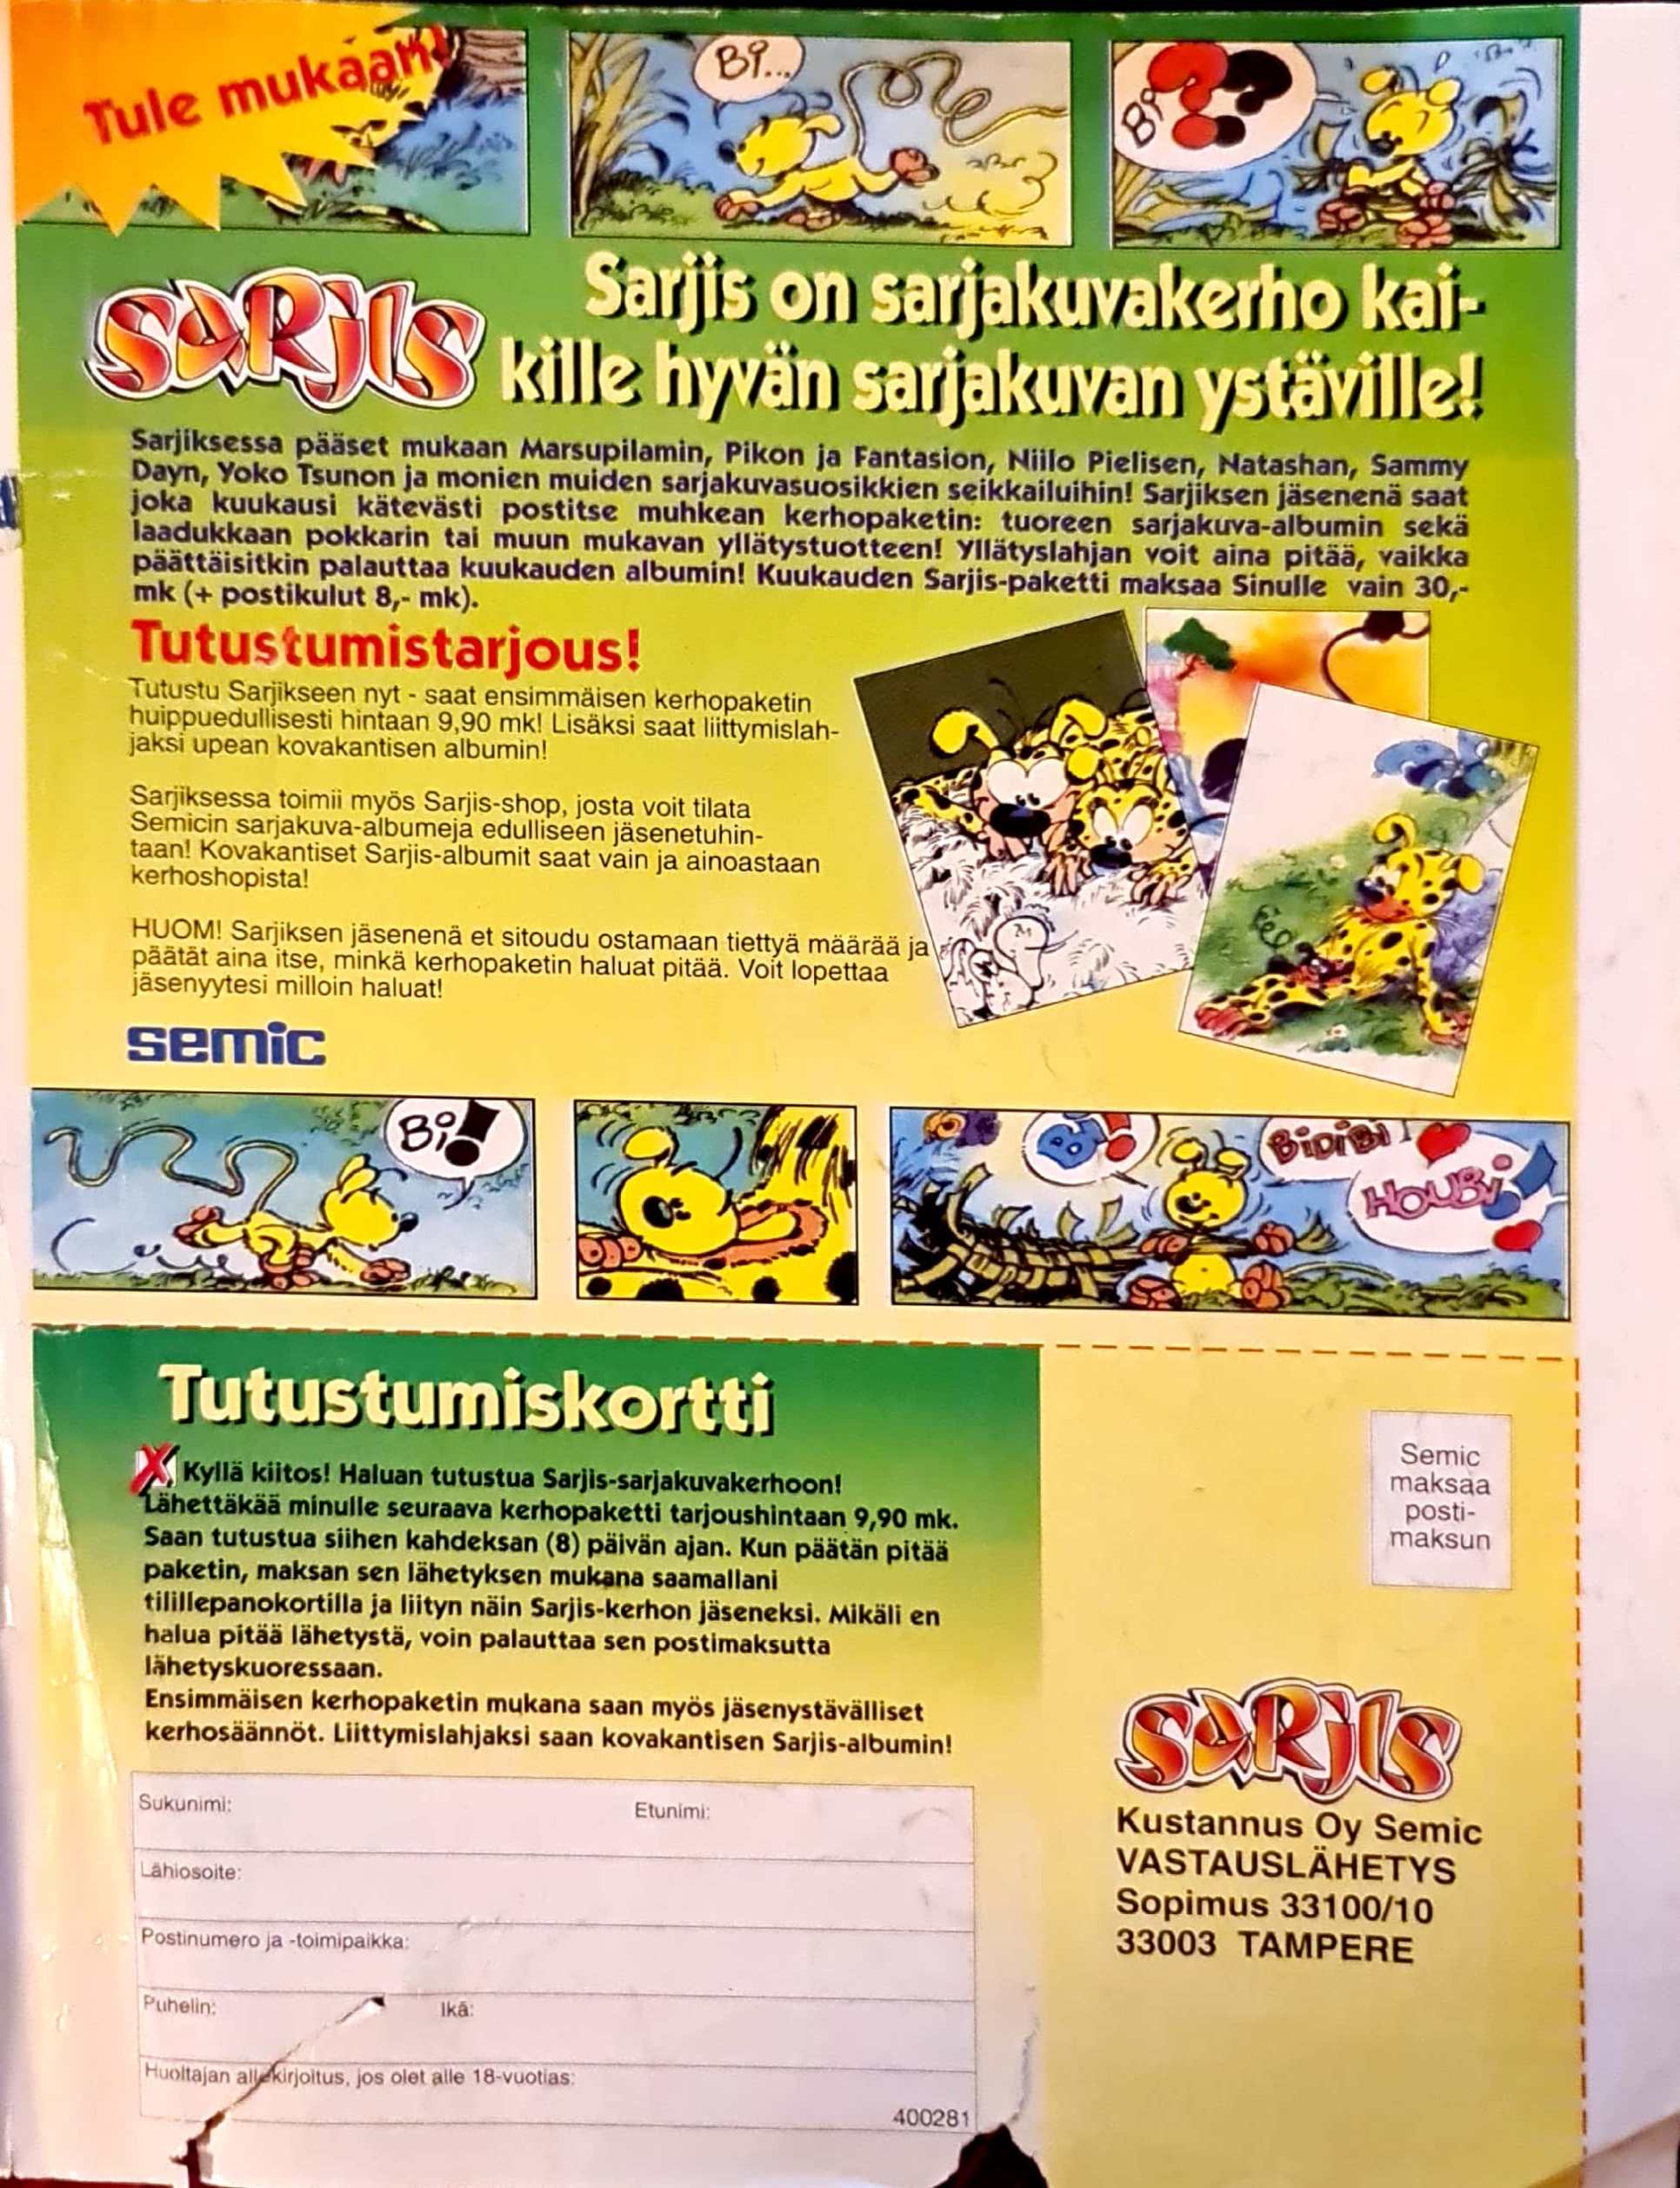 Tule mukaan!
Bi...
Bi??
SARJIS
Sarjis on sarjakuvakerho kai-
kille hyvän sarjakuvan ystäville!
Sarjiksessa pääset mukaan Marsupilamin, Pikon ja Fantasion, Niilo Pielisen, Natashan, Sammy
Dayn, Yoko Tsunon ja monien muiden sarjakuvasuosikkien seikkailuihin! Sarjiksen jäsenenä saat
joka kuukausi kätevästi postitse muhkean kerhopaketin: tuoreen sarjakuva-albumin sekä
laadukkaan pokkarin tai muun mukavan yllätystuotteen! Yllätyslahjan voit aina pitää, vaikka
päättäisitkin palauttaa kuukauden albumin! Kuukauden Sarjis-paketti maksaa Sinulle vain 30,-
mk (+ postikulut 8,- mk).
Tutustumistarjous!
Tutustu Sarjikseen nyt - saat ensimmäisen kerhopaketin
huippuedullisesti hintaan 9,90 mk! Lisäksi saat liittymislah-
jaksi upean kovakantisen albumin!
Sarjiksessa toimii myös Sarjis-shop, josta voit tilata
Semicin sarjakuva-albumeja edulliseen jäsenetuhin-
taan! Kovakantiset Sarjis-albumit saat vain ja ainoastaan
kerhoshopista!
HUOM! Sarjiksen jäsenenä et sitoudu ostamaan tiettyä määrää ja
päätät aina itse, minkä kerhopaketin haluat pitää. Voit lopettaa
jäsenyytesi milloin haluat!
semic
Bi!
Bi!
BiDiBi
HOUBi!
Tutustumiskortti
X Kyllä kiitos! Haluan tutustua Sarjis-sarjakuvakerhoon!
Lähettäkää minulle seuraava kerhopaketti tarjoushintaan 9,90 mk.
Saan tutustua siihen kahdeksan (8) päivän ajan. Kun päätän pitää
paketin, maksan sen lähetyksen mukana saamallani
tilillepanokortilla ja liityn näin Sarjis-kerhon jäseneksi. Mikäli en
halua pitää lähetystä, voin palauttaa sen postimaksutta
lähetyskuoressaan.
Ensimmäisen kerhopaketin mukana saan myös jäsenystävälliset
kerhosäännöt. Liittymislahjaksi saan kovakantisen Sarjis-albumin!
Sukunimi: Etunimi:
Lähiosoite:
Postinumero ja -toimipaikka:
Puhelin: Ikä:
Huoltajan allekirjoitus, jos olet alle 18-vuotias:
400281
Semic
maksaa
posti-
maksun
SARJIS
Kustannus Oy Semic
VASTAUSLÄHETYS
Sopimus 33100/10
33003 TAMPERE